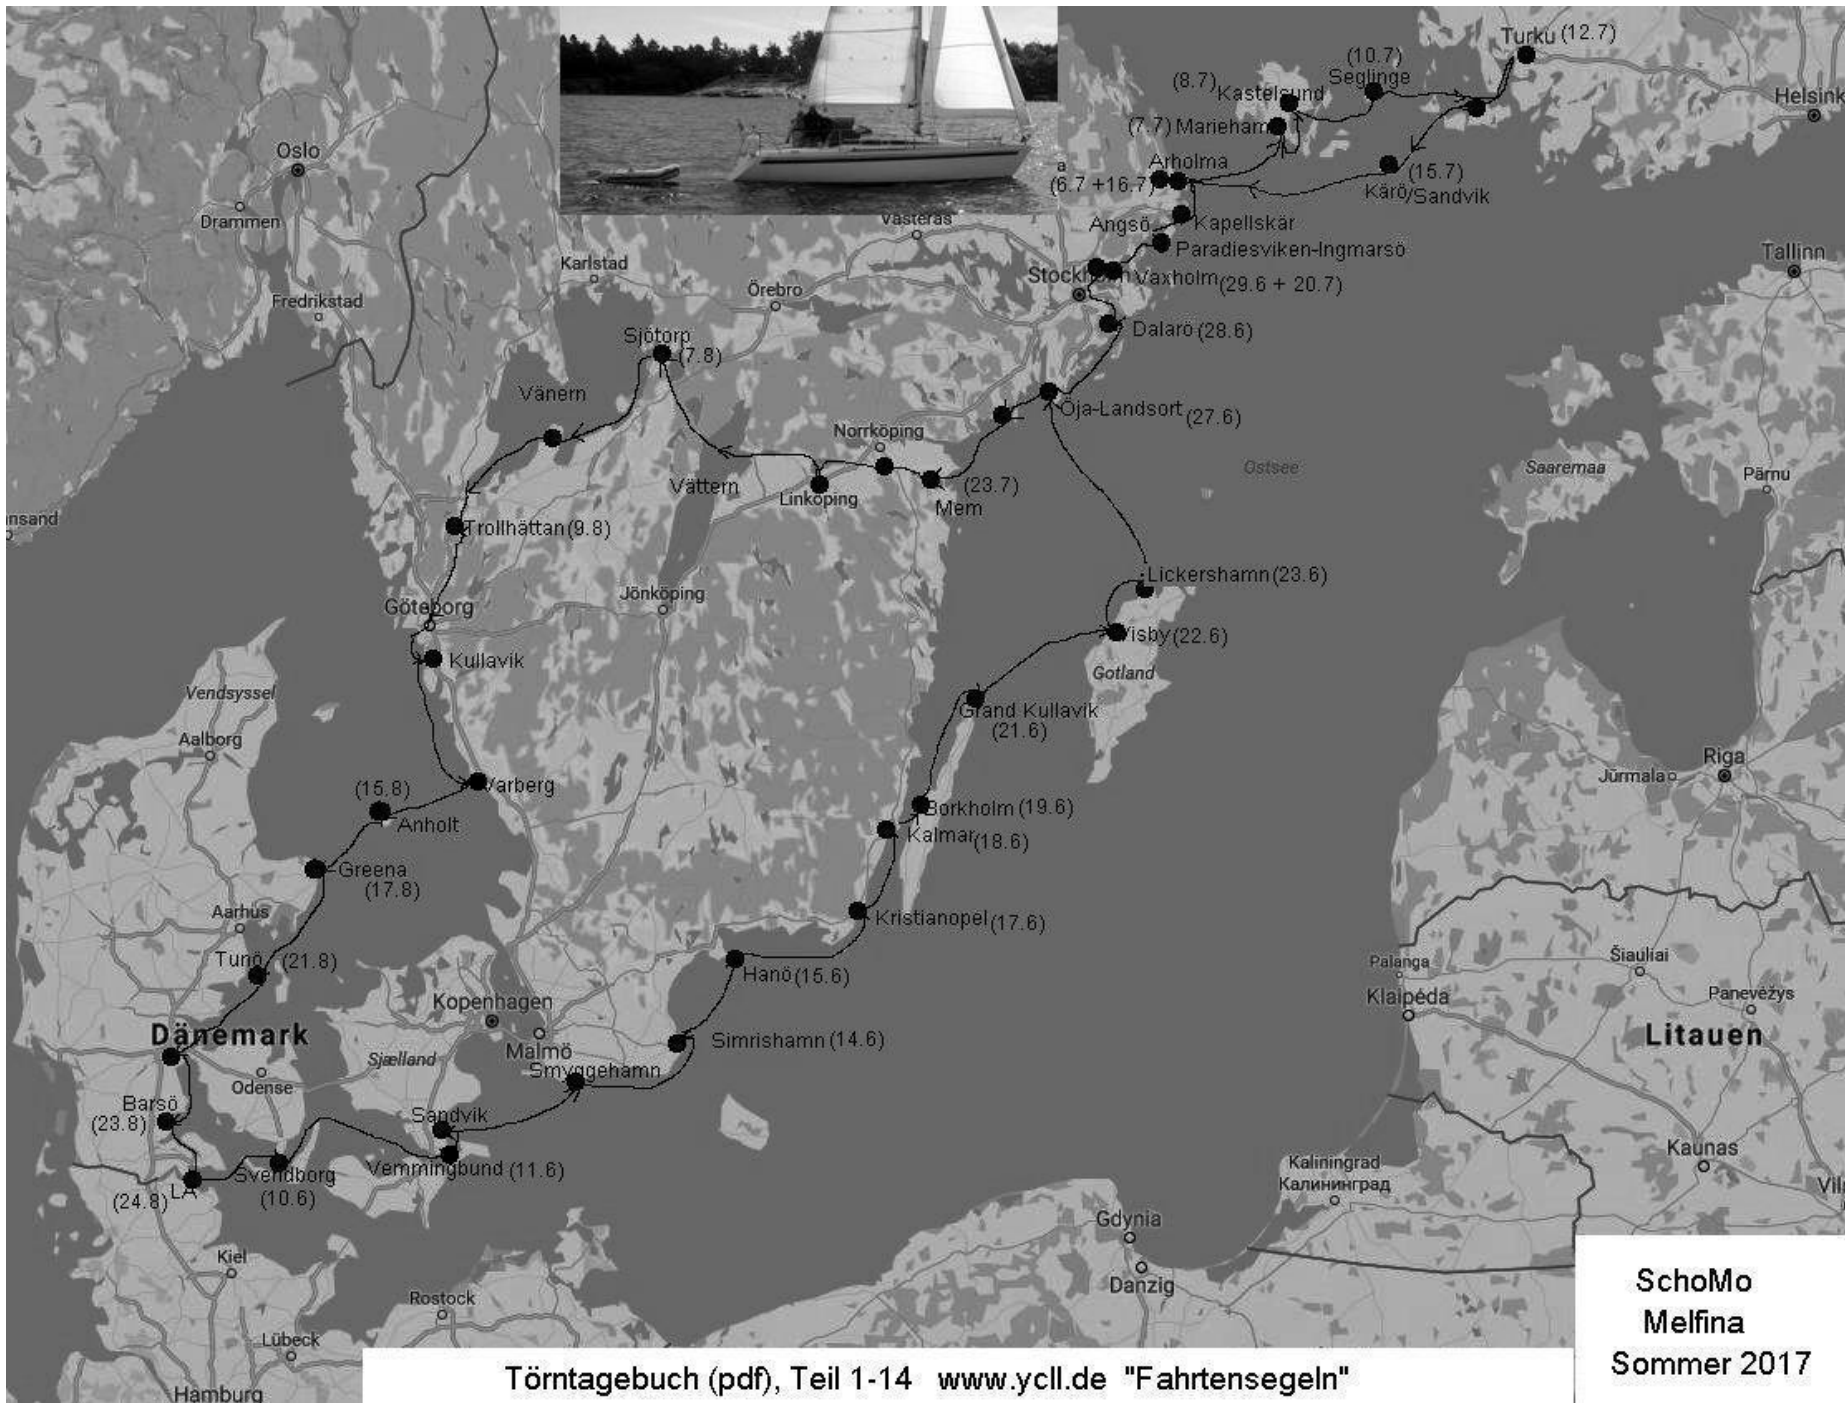 Turku (12.7)
(10.7)
Seglinge
(8.7)
Kastelsund
Helsink
(7.7) Marieham
Oslo
Arholma
a
(6.7 +16.7)
(15.7)
Kärö/Sandvik
Drammen
Västerås
Angsö
Kapellskär
Paradiesviken-Ingmarsö
Tallinn
Karlstad
Stockholm
Vaxholm (29.6 + 20.7)
Fredrikstad
Örebro
Dalarö (28.6)
Sjötorp
(7.8)
Vänern
Öja-Landsort (27.6)
Norrköping
Ostsee
Saaremaa
Pärnu
Vättern
Linköping
(23.7)
Mem
ansand
Trollhättan (9.8)
Lickershamn (23.6)
Jönköping
Göteborg
Visby (22.6)
Kullavik
Gotland
Vendsyssel
Grand Kullavik
(21.6)
Aalborg
Riga
Jūrmala
Varberg
(15.8)
Anholt
Borkholm (19.6)
Kalmar (18.6)
Greena
(17.8)
Aarhus
Kristianopel (17.6)
Tunö (21.8)
Hanö (15.6)
Šiauliai
Palanga
Klaipėda
Panevėžys
Kopenhagen
Dänemark
Litauen
Malmö
Simrishamn (14.6)
Sjælland
Smyggehamn
Odense
Barsö
(23.8)
Sandvik
Kaunas
Vemmingbund (11.6)
Svendborg
(10.6)
LA
(24.8)
Kaliningrad
Калининград
Vil
Gdynia
Kiel
Danzig
Rostock
Lübeck
Hamburg
SchoMo
Melfina
Sommer 2017
Törntagebuch (pdf), Teil 1-14 www.ycll.de "Fahrtensegeln"